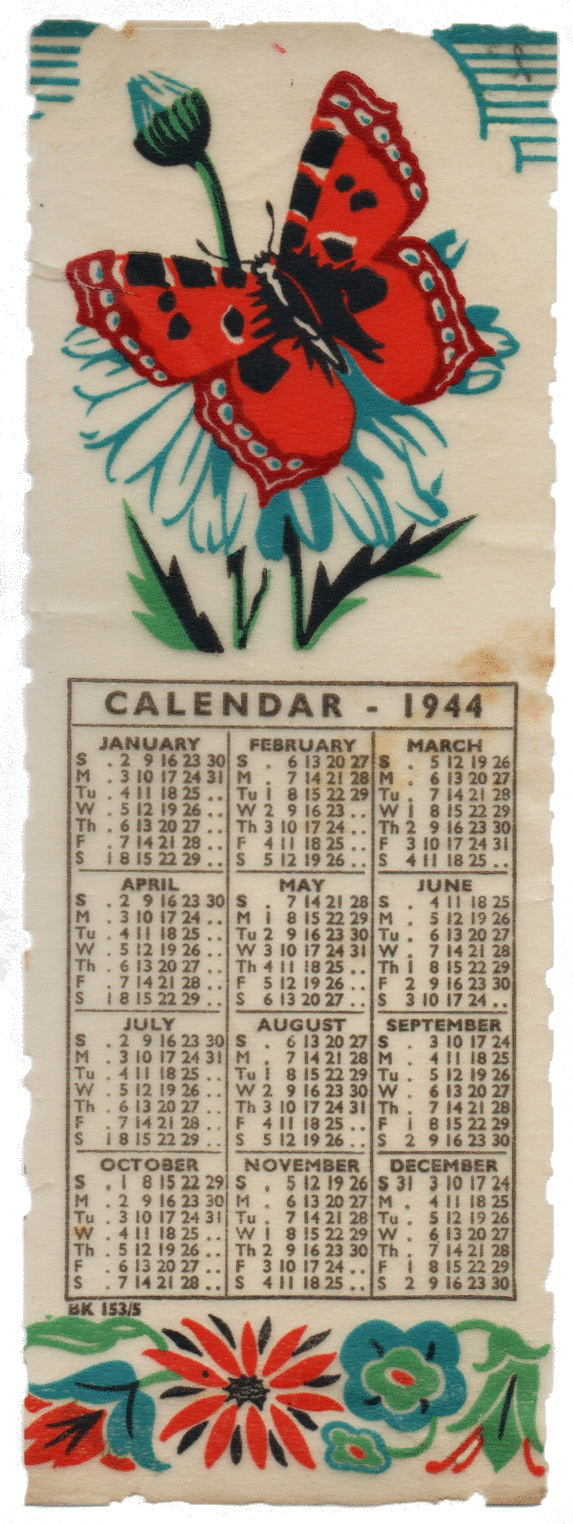 CALENDAR - 1944
JANUARY
S . 2 9 16 23 30
M . 3 10 17 24 31
Tu . 4 11 18 25 . .
W . 5 12 19 26 . .
Th . 6 13 20 27 . .
F . 7 14 21 28 . .
S 1 8 15 22 29 . .
FEBRUARY
S . 6 13 20 27
M . 7 14 21 28
Tu 1 8 15 22 29
W 2 9 16 23 . .
Th 3 10 17 24 . .
F 4 11 18 25 . .
S 5 12 19 26 . .
MARCH
S . 5 12 19 26
M . 6 13 20 27
Tu . 7 14 21 28
W 1 8 15 22 29
Th 2 9 16 23 30
F 3 10 17 24 31
S 4 11 18 25 . .
APRIL
S . 2 9 16 23 30
M . 3 10 17 24 . .
Tu . 4 11 18 25 . .
W . 5 12 19 26 . .
Th . 6 13 20 27 . .
F . 7 14 21 28 . .
S 1 8 15 22 29 . .
MAY
S . 7 14 21 28
M 1 8 15 22 29
Tu 2 9 16 23 30
W 3 10 17 24 31
Th 4 11 18 25 . .
F 5 12 19 26 . .
S 6 13 20 27 . .
JUNE
S . 4 11 18 25
M . 5 12 19 26
Tu . 6 13 20 27
W . 7 14 21 28
Th 1 8 15 22 29
F 2 9 16 23 30
S 3 10 17 24 . .
JULY
S . 2 9 16 23 30
M . 3 10 17 24 31
Tu . 4 11 18 25 . .
W . 5 12 19 26 . .
Th . 6 13 20 27 . .
F . 7 14 21 28 . .
S 1 8 15 22 29 . .
AUGUST
S . 6 13 20 27
M . 7 14 21 28
Tu 1 8 15 22 29
W 2 9 16 23 30
Th 3 10 17 24 31
F 4 11 18 25 . .
S 5 12 19 26 . .
SEPTEMBER
S . 3 10 17 24
M . 4 11 18 25
Tu . 5 12 19 26
W . 6 13 20 27
Th . 7 14 21 28
F 1 8 15 22 29
S 2 9 16 23 30
OCTOBER
S . 1 8 15 22 29
M . 2 9 16 23 30
Tu . 3 10 17 24 31
W . 4 11 18 25 . .
Th . 5 12 19 26 . .
F . 6 13 20 27 . .
S . 7 14 21 28 . .
NOVEMBER
S . 5 12 19 26
M . 6 13 20 27
Tu . 7 14 21 28
W 1 8 15 22 29
Th 2 9 16 23 30
F 3 10 17 24 . .
S 4 11 18 25 . .
DECEMBER
S 31 3 10 17 24
M . 4 11 18 25
Tu . 5 12 19 26
W . 6 13 20 27
Th . 7 14 21 28
F 1 8 15 22 29
S 2 9 16 23 30
BK 153/5